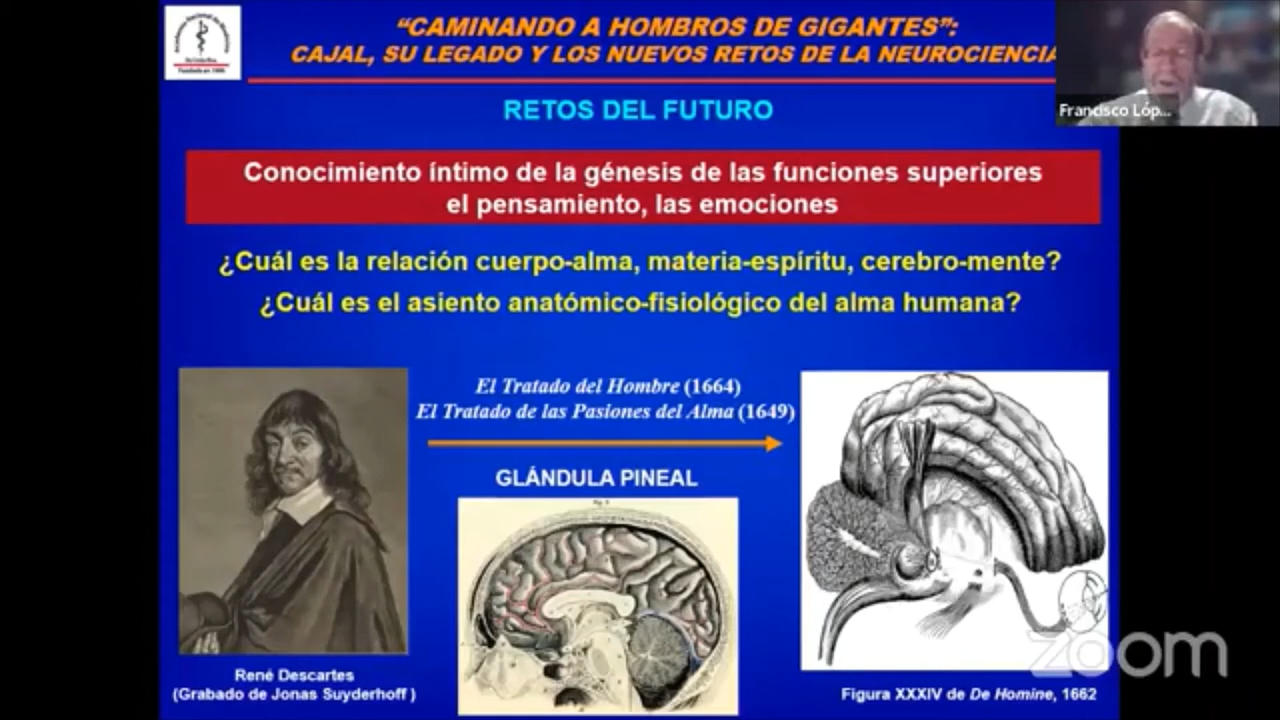 “CAMINANDO A HOMBROS DE GIGANTES”:
CAJAL, SU LEGADO Y LOS NUEVOS RETOS DE LA NEUROCIENCIA
Francisco Lóp...
RETOS DEL FUTURO
Conocimiento íntimo de la génesis de las funciones superiores
el pensamiento, las emociones
¿Cuál es la relación cuerpo-alma, materia-espíritu, cerebro-mente?
¿Cuál es el asiento anatómico-fisiológico del alma humana?
El Tratado del Hombre (1664)
El Tratado de las Pasiones del Alma (1649)
GLÁNDULA PINEAL
René Descartes
(Grabado de Jonas Suyderhoff )
Figura XXXIV de De Homine, 1662
zoom